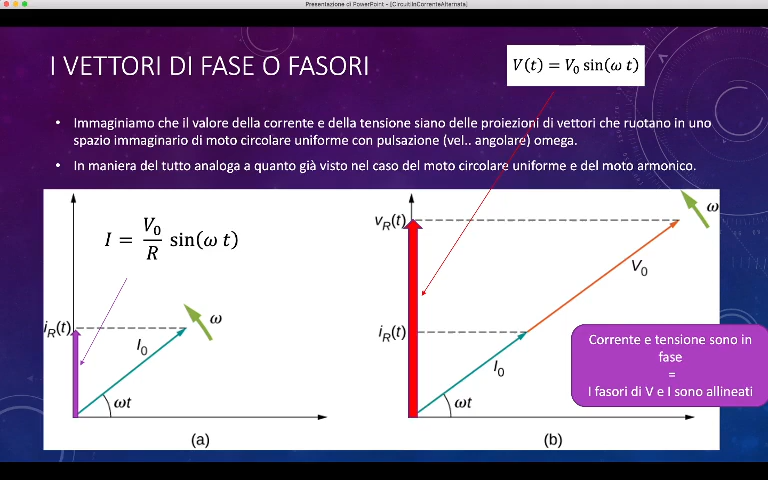 Presentazione di PowerPoint - [CircuitiInCorrenteAlternata]
I VETTORI DI FASE O FASORI
V(t) = V₀ sin(ω t)
• Immaginiamo che il valore della corrente e della tensione siano delle proiezioni di vettori che ruotano in uno
spazio immaginario di moto circolare uniforme con pulsazione (vel.. angolare) omega.
• In maniera del tutto analoga a quanto già visto nel caso del moto circolare uniforme e del moto armonico.
I = V₀/R sin(ω t)
i_R(t)
I₀
ω
ωt
(a)
v_R(t)
ω
V₀
i_R(t)
I₀
ωt
(b)
Corrente e tensione sono in
fase
=
I fasori di V e I sono allineati